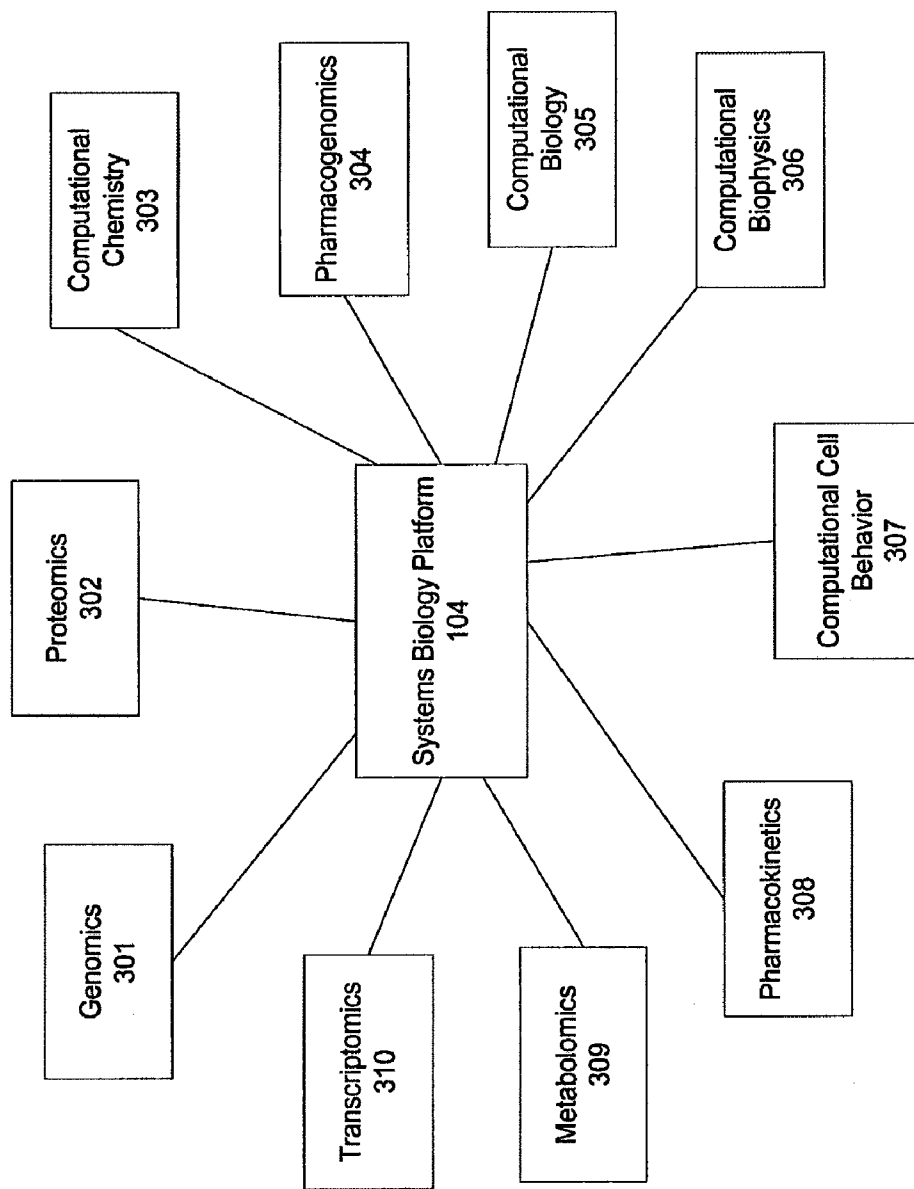 Genomics
301
Proteomics
302
Computational
Chemistry
303
Pharmacogenomics
304
Computational
Biology
305
Computational
Biophysics
306
Computational Cell
Behavior
307
Pharmacokinetics
308
Metabolomics
309
Transcriptomics
310
Systems Biology Platform
104